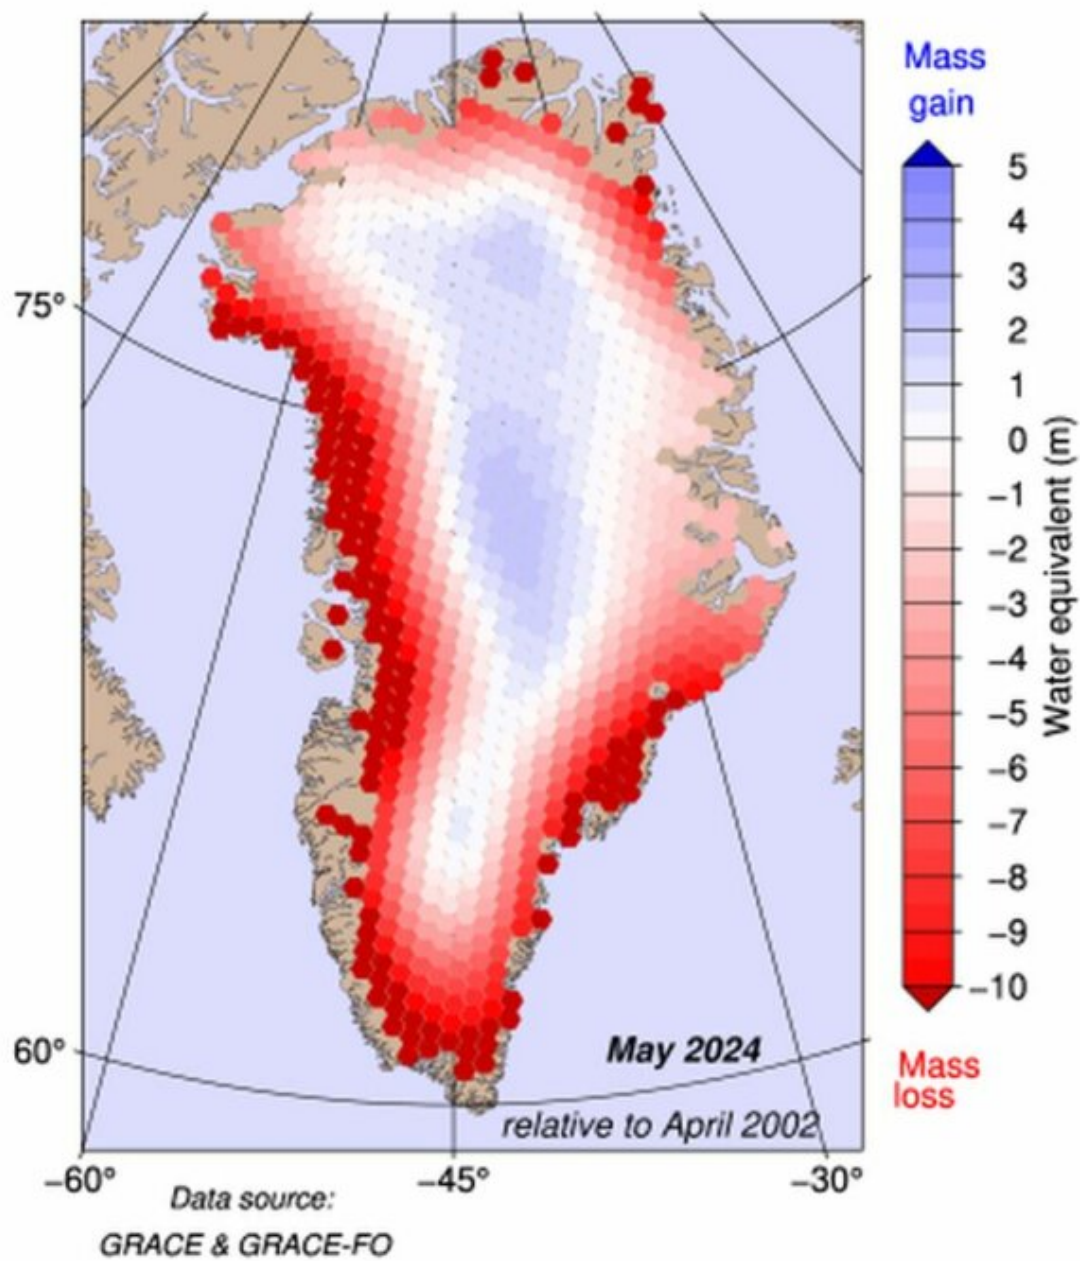 Mass
gain
5
4
3
2
1
0
−1
−2
−3
−4
−5
−6
−7
−8
−9
−10
Water equivalent (m)
Mass
loss
75°
60°
May 2024
relative to April 2002
−60°
−45°
−30°
Data source:
GRACE & GRACE-FO